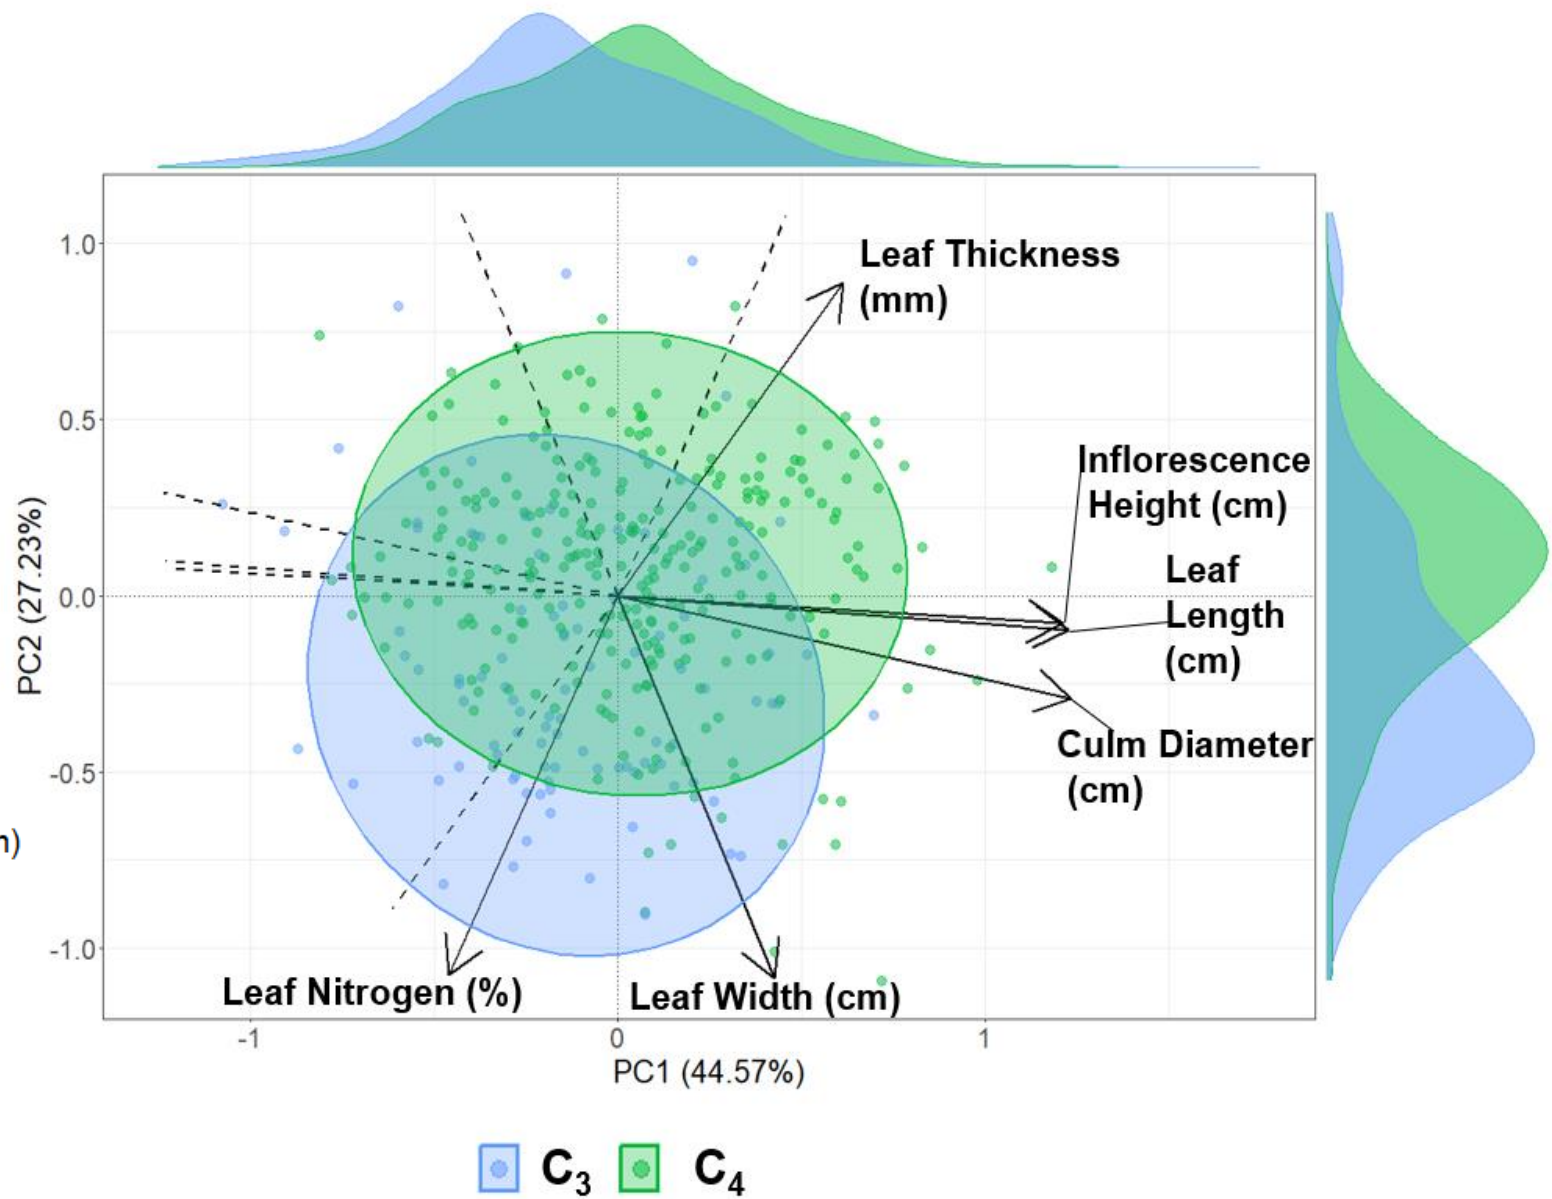 Leaf Thickness
(mm)
1.0
0.5
0.0
-0.5
-1.0
PC2 (27.23%)
Inflorescence
Height (cm)
Leaf
Length
(cm)
Culm Diameter
(cm)
Leaf Nitrogen (%)
Leaf Width (cm)
-1
0
1
PC1 (44.57%)
C₃
C₄